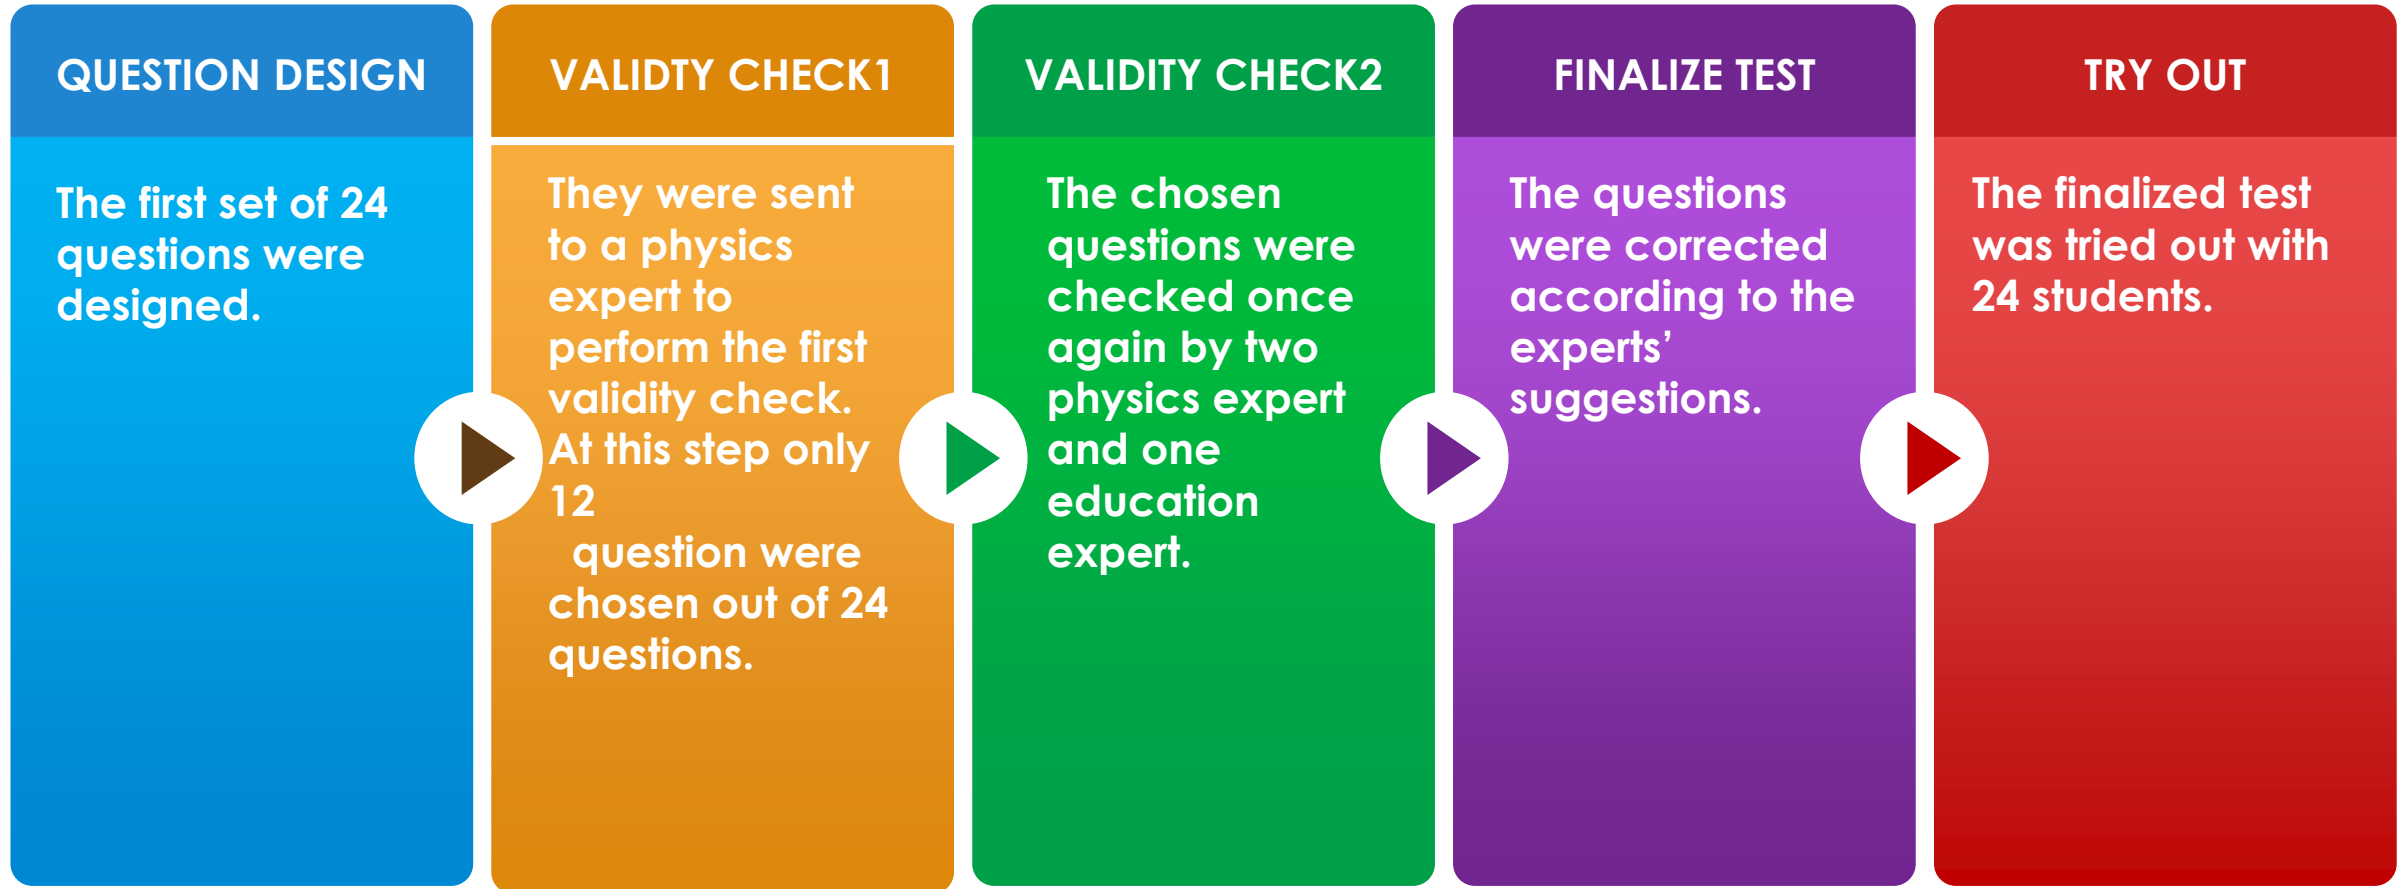 QUESTION DESIGN
The first set of 24
questions were
designed.
VALIDTY CHECK1
They were sent
to a physics
expert to
perform the first
validity check.
At this step only
12
question were
chosen out of 24
questions.
VALIDITY CHECK2
The chosen
questions were
checked once
again by two
physics expert
and one
education
expert.
FINALIZE TEST
The questions
were corrected
according to the
experts’
suggestions.
TRY OUT
The finalized test
was tried out with
24 students.